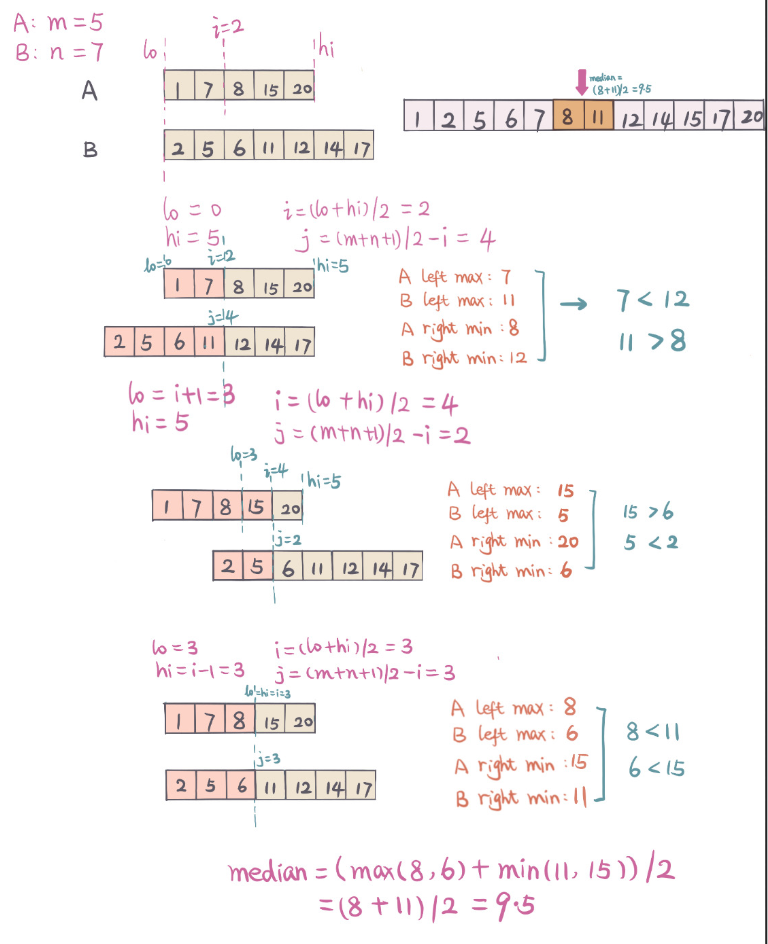 A: m = 5
B: n = 7
lo
i=2
hi
A
1 7 8 15 20
B
2 5 6 11 12 14 17
median =
(8+11)/2 = 9.5
1 2 5 6 7 8 11 12 14 15 17 20
lo = 0
hi = 5
i = (lo+hi)/2 = 2
j = (m+n+1)/2 - i = 4
hi=5
1 7 8 15 20
2 5 6 11 12 14 17
A left max: 7
B left max: 11
A right min: 8
B right min: 12
→ 7 < 12
11 > 8
lo = i+1 = 3
hi = 5
i = (lo + hi)/2 = 4
j = (m+n+1)/2 - i = 2
lo=3
i=4
hi=5
1 7 8 15 20
j=2
2 5 6 11 12 14 17
A left max: 15
B left max: 5
A right min: 20
B right min: 6
15 > 6
5 < 2
lo = 3
hi = i-1 = 3
i = (lo+hi)/2 = 3
j = (m+n+1)/2 - i = 3
lo=hi=i=3
1 7 8 15 20
j=3
2 5 6 11 12 14 17
A left max: 8
B left max: 6
A right min: 15
B right min: 11
8 < 11
6 < 15
median = (max(8,6) + min(11, 15))/2
= (8 + 11)/2 = 9.5